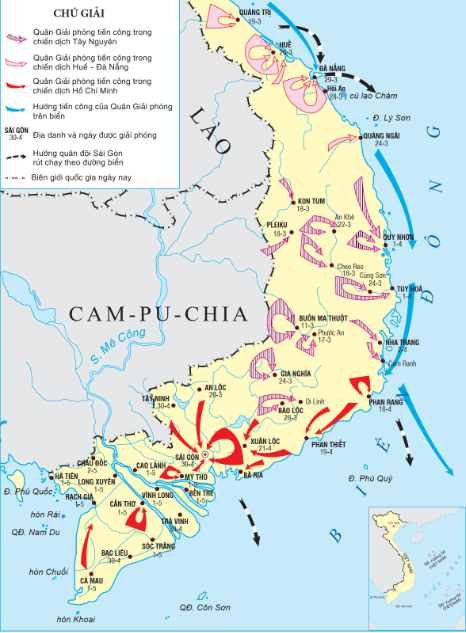 CHÚ GIẢI
Quân Giải phóng tiến công trong
chiến dịch Tây Nguyên
Quân Giải phóng tiến công trong
chiến dịch Huế – Đà Nẵng
Quân Giải phóng tiến công trong
chiến dịch Hồ Chí Minh
Hướng tiến công của Quân Giải phóng
trên biển
SÀI GÒN
30-4
Địa danh và ngày được giải phóng
Hướng quân đội Sài Gòn
rút chạy theo đường biển
Biên giới quốc gia ngày nay
QUẢNG TRỊ
19-3
HUẾ
ĐÀ NẴNG
29-3
Hội An
28-3
cù lao Chàm
Đ. Lý Sơn
QUẢNG NGÃI
24-3
LÀO
KON TUM
18-3
An Khê
22-3
PLEIKU
18-3
QUY NHƠN
1-4
Cheo Reo
18-3
Củng Sơn
24-3
TUY HOÀ
1-4
CAM-PU-CHIA
S. Mê Công
BUÔN MA THUỘT
11-3
Phước An
17-3
NHA TRANG
Cam Ranh
GIA NGHĨA
24-3
AN LỘC
20-3
TÂY NINH
30-4
Di Linh
BẢO LỘC
28-3
PHAN RANG
16-4
SÀI GÒN
30-4
XUÂN LỘC
21-4
PHAN THIẾT
19-4
BÀ RỊA
CHÂU ĐỐC
CAO LÃNH
1-5
MỸ THO
HÀ TIÊN
1-5
LONG XUYÊN
1-5
Đ. Phú Quốc
RẠCH GIÁ
1-5
VĨNH LONG
1-5
BẾN TRE
1-5
CẦN THƠ
1-5
TRÀ VINH
30-4
hòn Rái
QĐ. Nam Du
SÓC TRĂNG
1-5
BẠC LIÊU
30-4
hòn Chuối
CÀ MAU
1-5
hòn Khoai
QĐ. Côn Sơn
Đ. Phú Quý
BIỂN ĐÔNG
VIỆT NAM